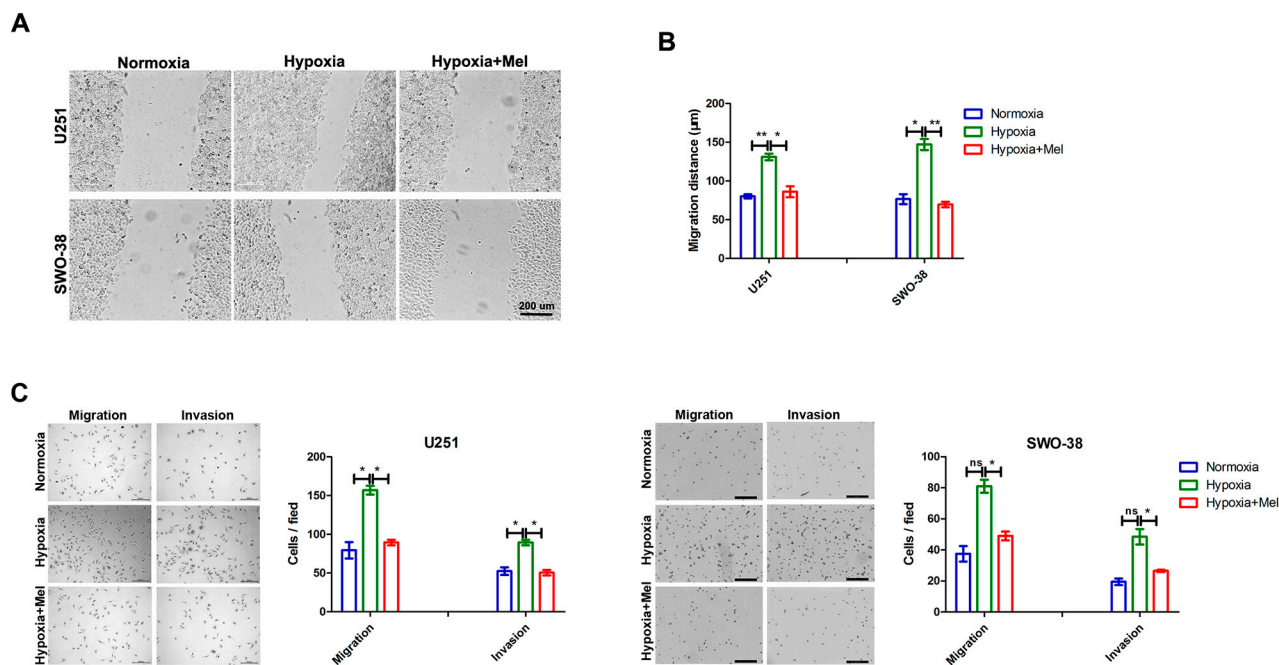 A
Normoxia Hypoxia Hypoxia+Mel
U251
SWO-38
200 um
B
Migration distance (μm)
200
150
100
50
0
** *
* **
U251
SWO-38
Normoxia
Hypoxia
Hypoxia+Mel
C
Migration Invasion
Normoxia
Hypoxia
Hypoxia+Mel
U251
Cells / fied
200
150
100
50
0
* *
* *
Migration
Invasion
Migration Invasion
Normoxia
Hypoxia
Hypoxia+Mel
SWO-38
Cells / fied
100
80
60
40
20
0
ns *
ns *
Migration
Invasion
Normoxia
Hypoxia
Hypoxia+Mel